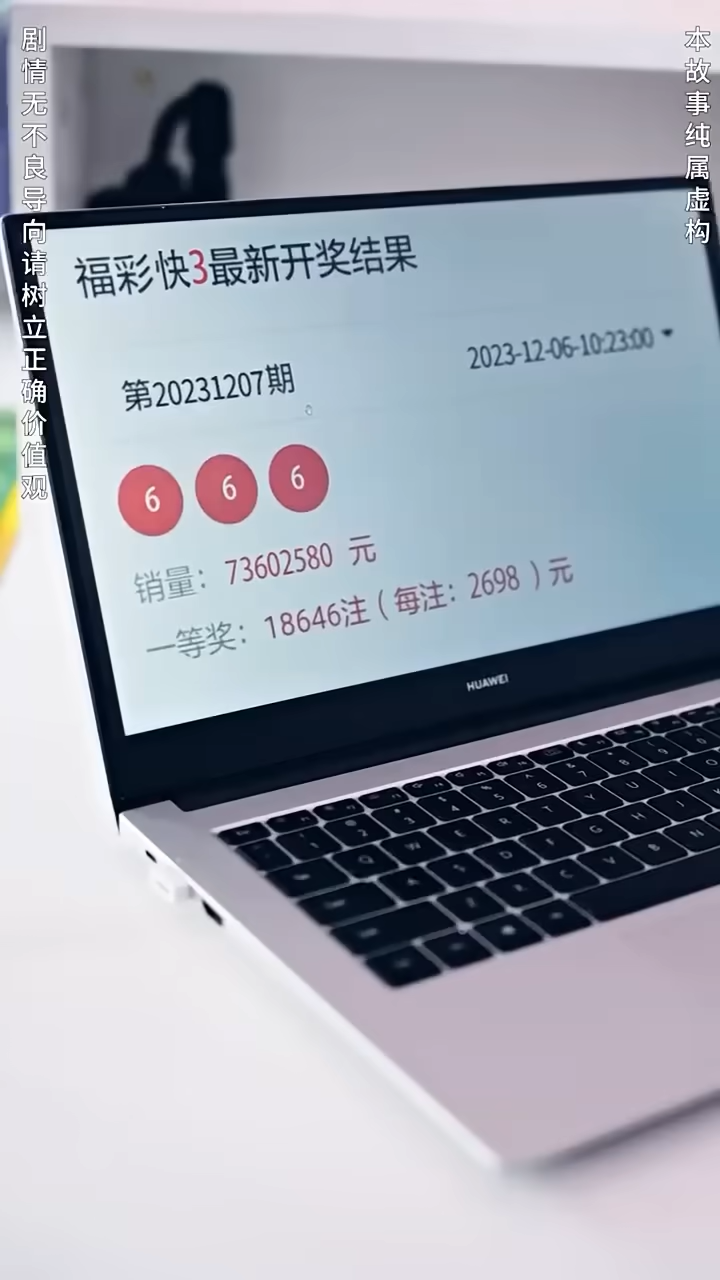 剧情无不良导向请树立正确价值观
本故事纯属虚构
福彩快3最新开奖结果
第20231207期
2023-12-06-10:23:00
6 6 6
销量：73602580 元
一等奖：18646注（每注：2698 ）元
HUAWEI